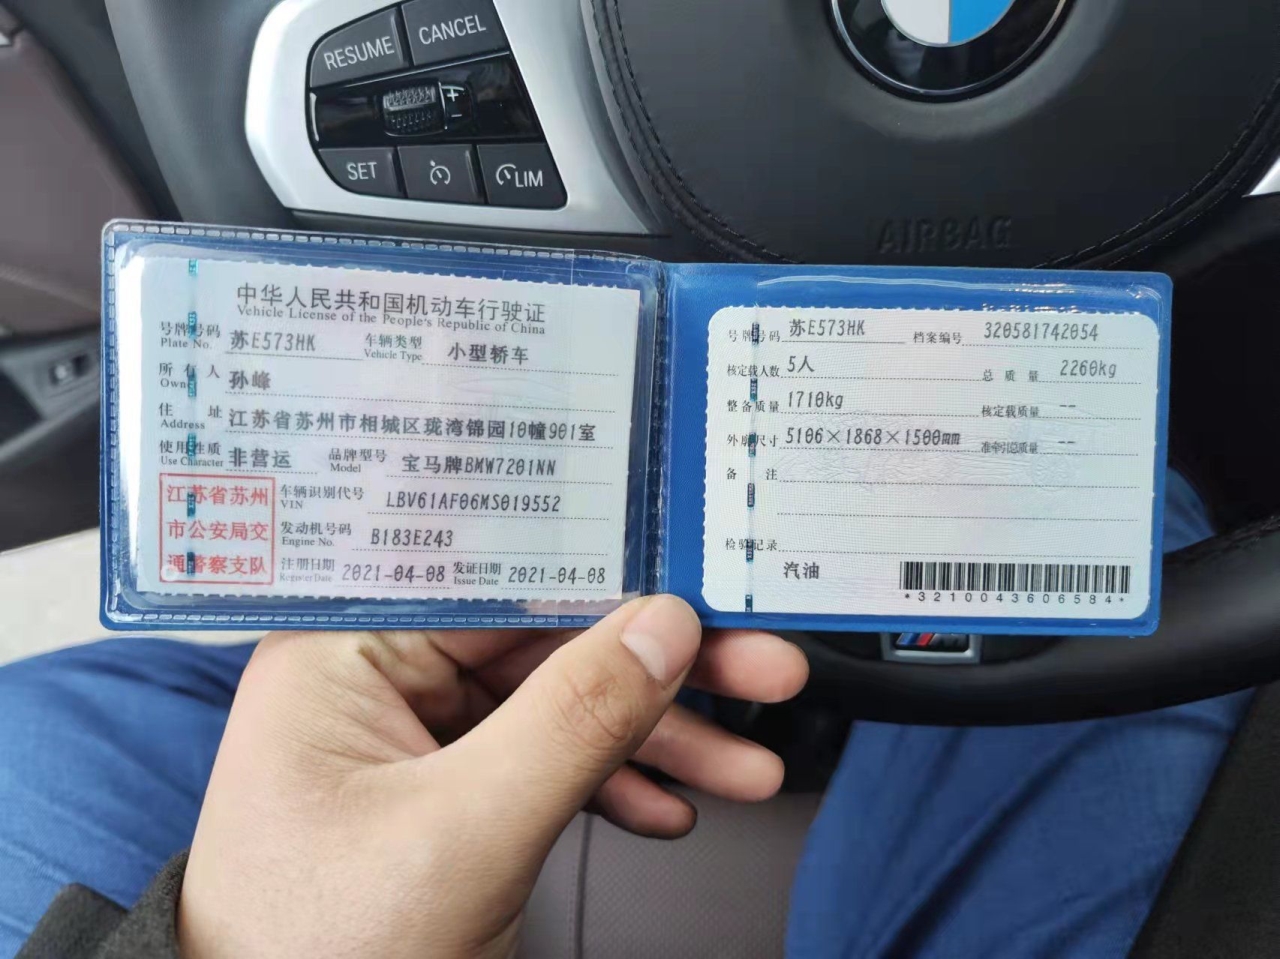 RESUME
CANCEL
+
-
SET
LIM
AIRBAG
中华人民共和国机动车行驶证
Vehicle License of the People's Republic of China
号牌号码 苏E573HK 车辆类型 小型轿车
Plate No. Vehicle Type
所有人 孙峰
Owner
住址 江苏省苏州市相城区珑湾锦园10幢901室
Address
使用性质 非营运 品牌型号 宝马牌BMW7201NN
Use Character Model
江苏省苏州
市公安局交
通警察支队
车辆识别代号 LBV61AF06MS019552
VIN
发动机号码 B183E243
Engine No.
注册日期 2021-04-08 发证日期 2021-04-08
Register Date Issue Date
号牌号码 苏E573HK 档案编号 320581742054
核定载人数 5人 总质量 2260kg
整备质量 1710kg 核定载质量 --
外廓尺寸 5106×1868×1500mm 准牵引总质量 --
备注
检验记录
汽油
*3210043606584*